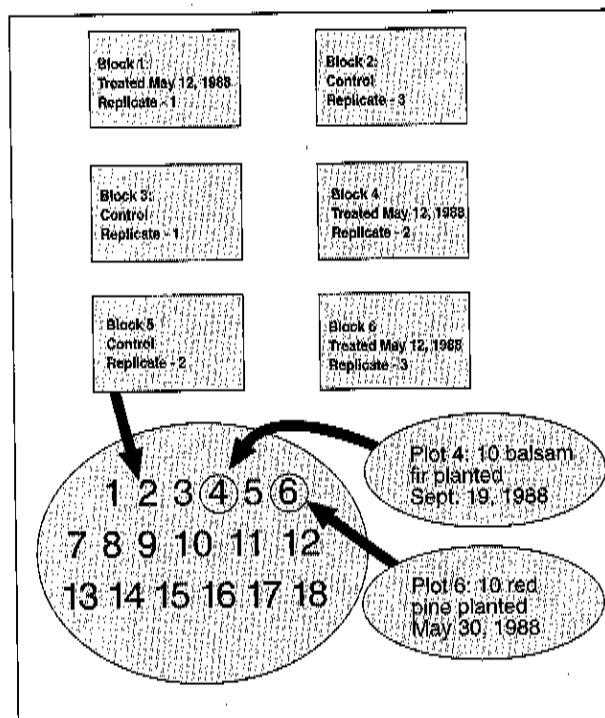 Block 1:
Treated May 12, 1988
Replicate - 1
Block 2:
Control
Replicate - 3
Block 3:
Control
Replicate - 1
Block 4
Treated May 12, 1988
Replicate - 2
Block 5
Control
Replicate - 2
Block 6
Treated May 12, 1988
Replicate - 3
1 2 3 4 5 6
7 8 9 10 11 12
13 14 15 16 17 18
Plot 4: 10 balsam
fir planted
Sept. 19, 1988
Plot 6: 10 red
pine planted
May 30, 1988